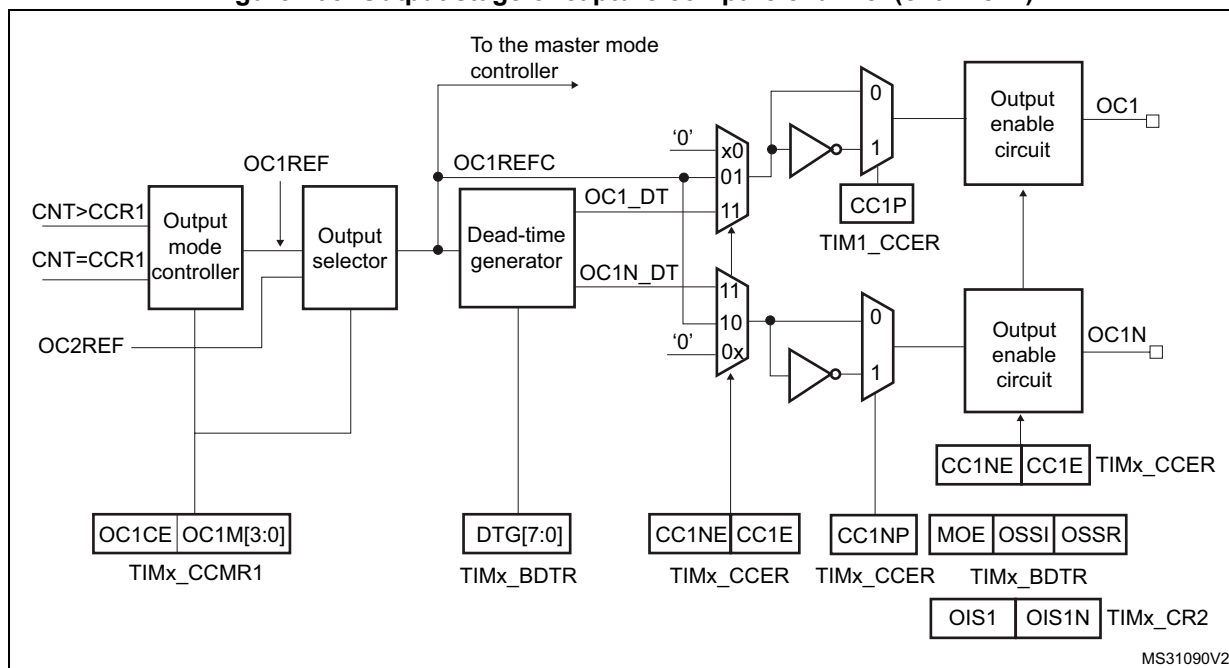 To the master mode
controller
OC1REF
OC1REFC
CNT>CCR1
CNT=CCR1
OC2REF
Output
mode
controller
Output
selector
Dead-time
generator
OC1_DT
OC1N_DT
‘0’
x0
01
11
11
10
0x
‘0’
0
1
CC1P
TIM1_CCER
0
1
Output
enable
circuit
OC1
Output
enable
circuit
OC1N
CC1NE CC1E TIMx_CCER
OC1CE OC1M[3:0]
TIMx_CCMR1
DTG[7:0]
TIMx_BDTR
CC1NE CC1E
TIMx_CCER
CC1NP
TIMx_CCER
MOE OSSI OSSR
TIMx_BDTR
OIS1 OIS1N TIMx_CR2
MS31090V2